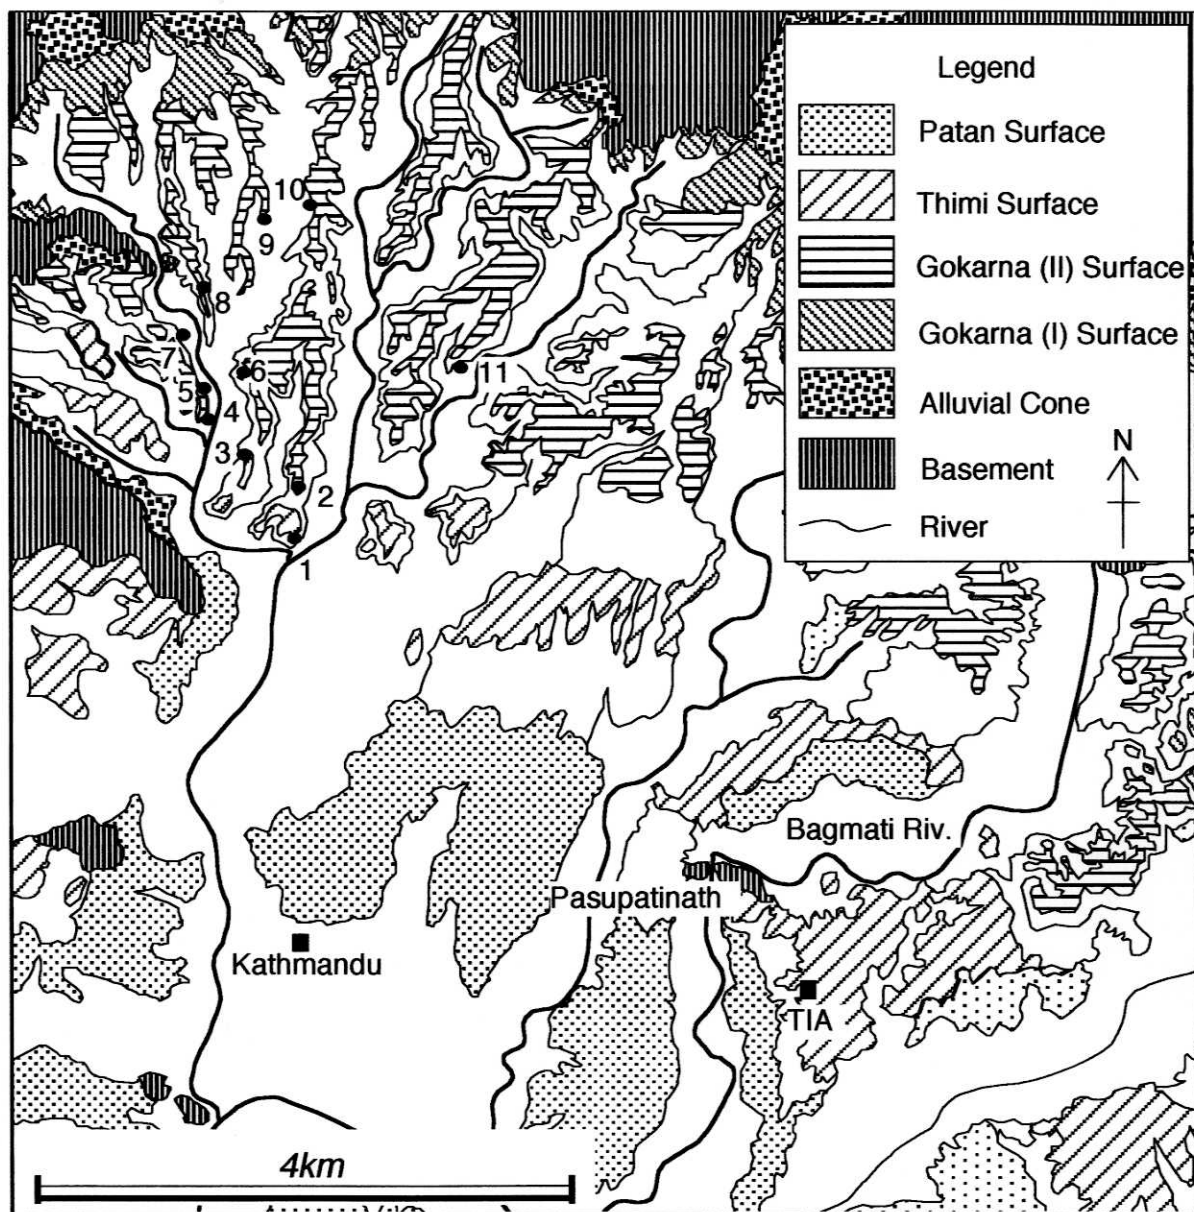 Legend
Patan Surface
Thimi Surface
Gokarna (II) Surface
Gokarna (I) Surface
Alluvial Cone
Basement
River
N
10
9
8
7
6
11
5
4
3
2
1
Bagmati Riv.
Pasupatinath
Kathmandu
TIA
4km